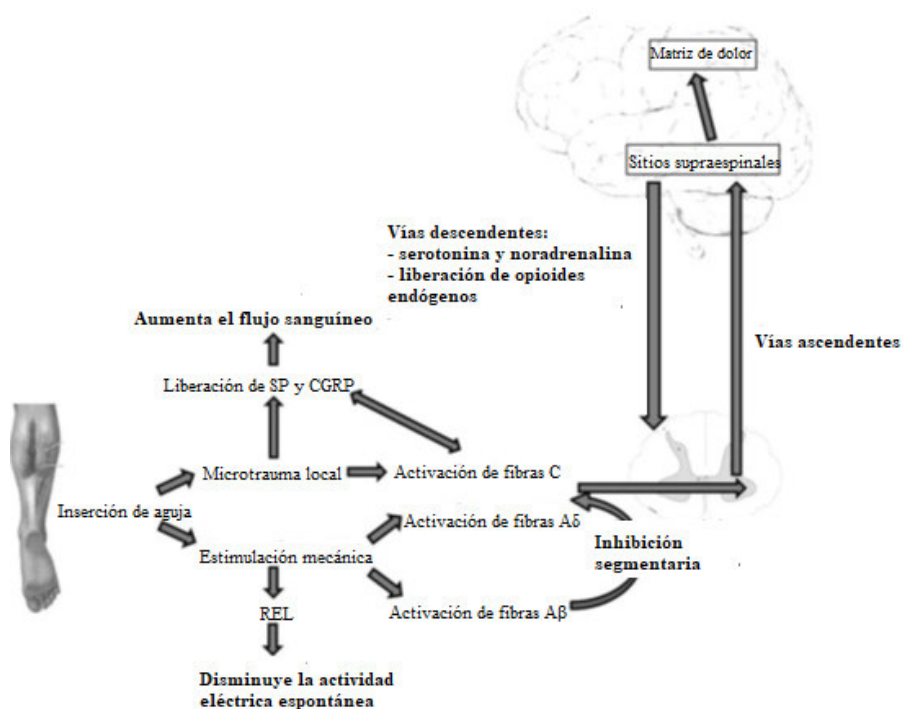 Matriz de dolor
Sitios supraespinales
Vías descendentes:
- serotonina y noradrenalina
- liberación de opioides
endógenos
Aumenta el flujo sanguíneo
Vías ascendentes
Liberación de SP y CGRP
Microtrauma local
Activación de fibras C
Inserción de aguja
Activación de fibras Aδ
Estimulación mecánica
Inhibición
segmentaria
REL
Activación de fibras Aβ
Disminuye la actividad
eléctrica espontánea